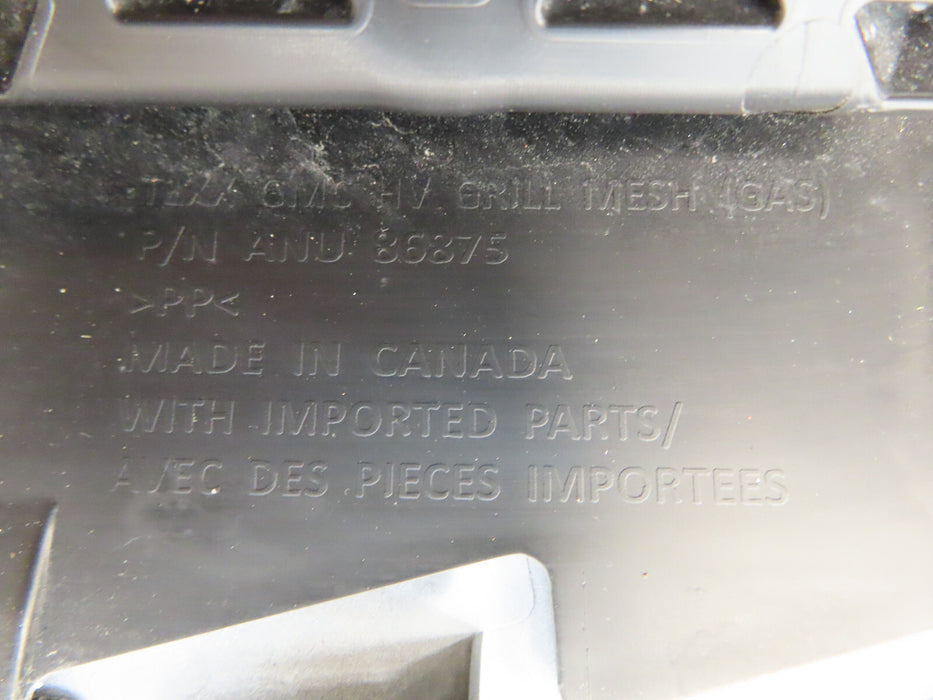 GMC HV GRILL MESH (GAS)
P/N ANU 86875
>PP<
MADE IN CANADA
WITH IMPORTED PARTS/
AVEC DES PIECES IMPORTEES